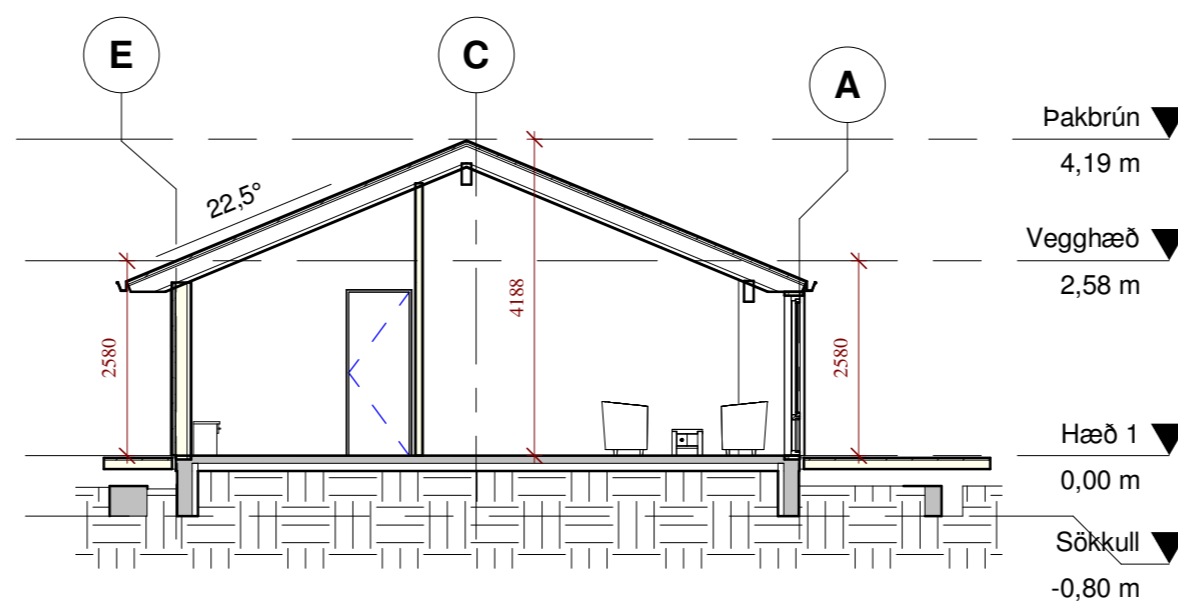 E
C
A
Þakbrún
4,19 m
22,5°
Vegghæð
2,58 m
2580
4188
2580
Hæð 1
0,00 m
Sökkull
-0,80 m